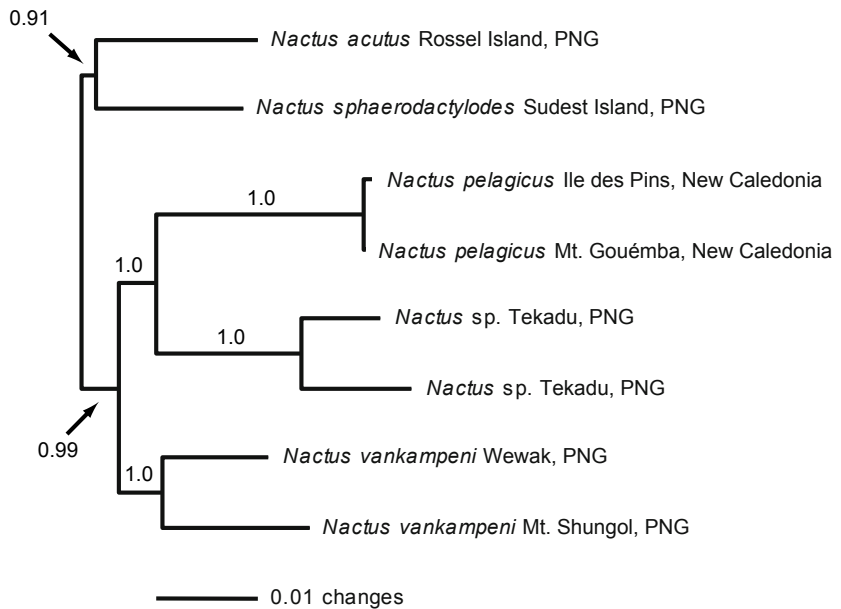 0.91
Nactus acutus Rossel Island, PNG
Nactus sphaerodactylodes Sudest Island, PNG
Nactus pelagicus Ile des Pins, New Caledonia
1.0
Nactus pelagicus Mt. Gouémba, New Caledonia
1.0
Nactus sp. Tekadu, PNG
1.0
Nactus sp. Tekadu, PNG
0.99
Nactus vankampeni Wewak, PNG
1.0
Nactus vankampeni Mt. Shungol, PNG
0.01 changes